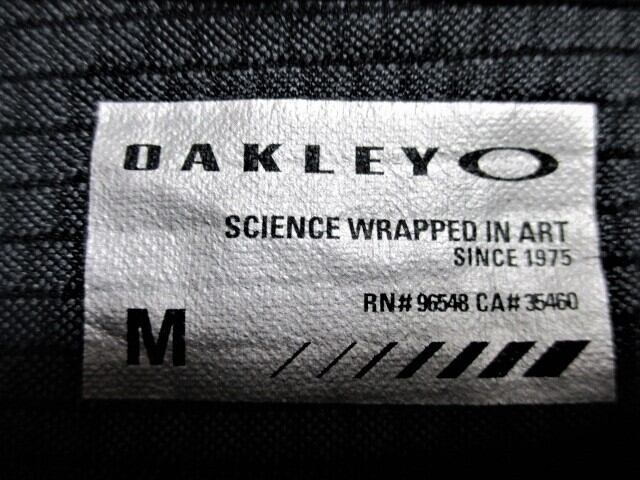 OAKLEY
SCIENCE WRAPPED IN ART
SINCE 1975
RN# 96548 CA# 35460
M